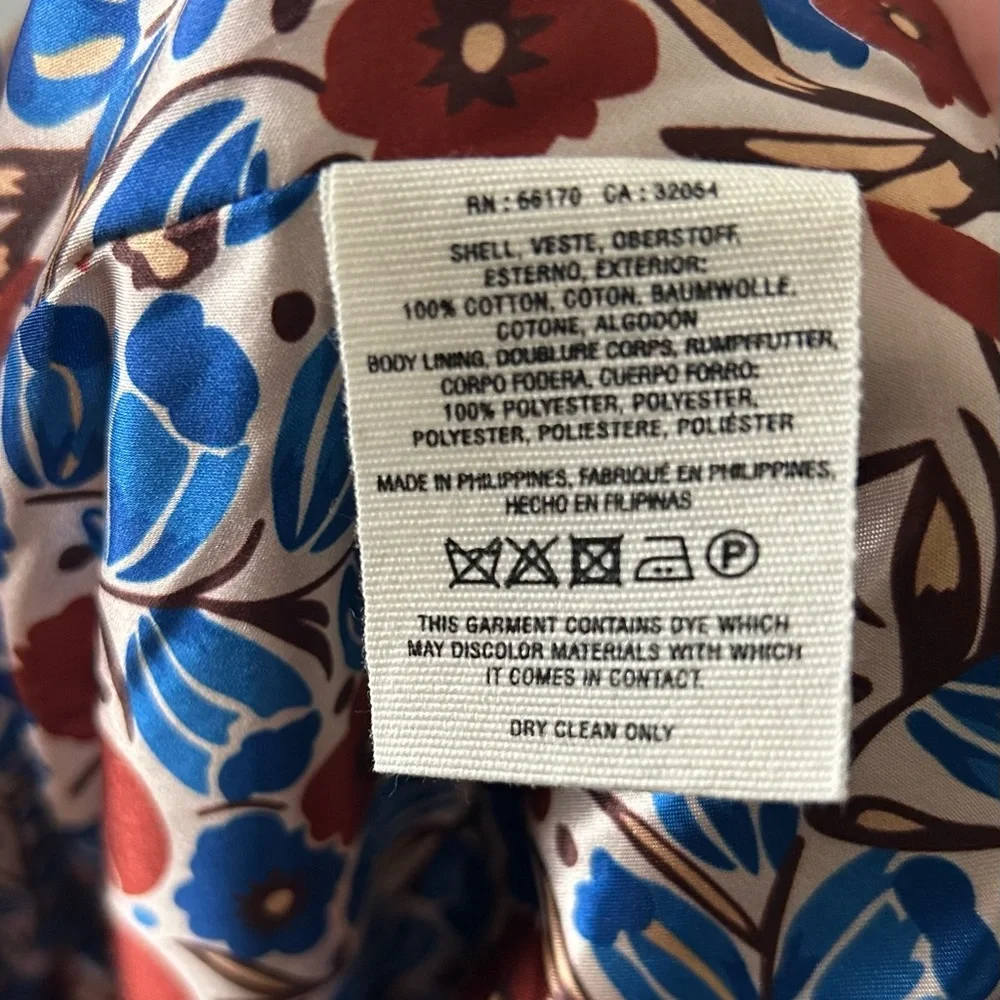 RN : 66170 CA : 32054
SHELL, VESTE, OBERSTOFF,
ESTERNO, EXTERIOR:
100% COTTON, COTON, BAUMWOLLE,
COTONE, ALGODÓN
BODY LINING, DOUBLURE CORPS, RUMPFFUTTER,
CORPO FODERA, CUERPO FORRO:
100% POLYESTER, POLYESTER,
POLYESTER, POLIESTERE, POLIÉSTER
MADE IN PHILIPPINES, FABRIQUÉ EN PHILIPPINES,
HECHO EN FILIPINAS
P
THIS GARMENT CONTAINS DYE WHICH
MAY DISCOLOR MATERIALS WITH WHICH
IT COMES IN CONTACT.
DRY CLEAN ONLY